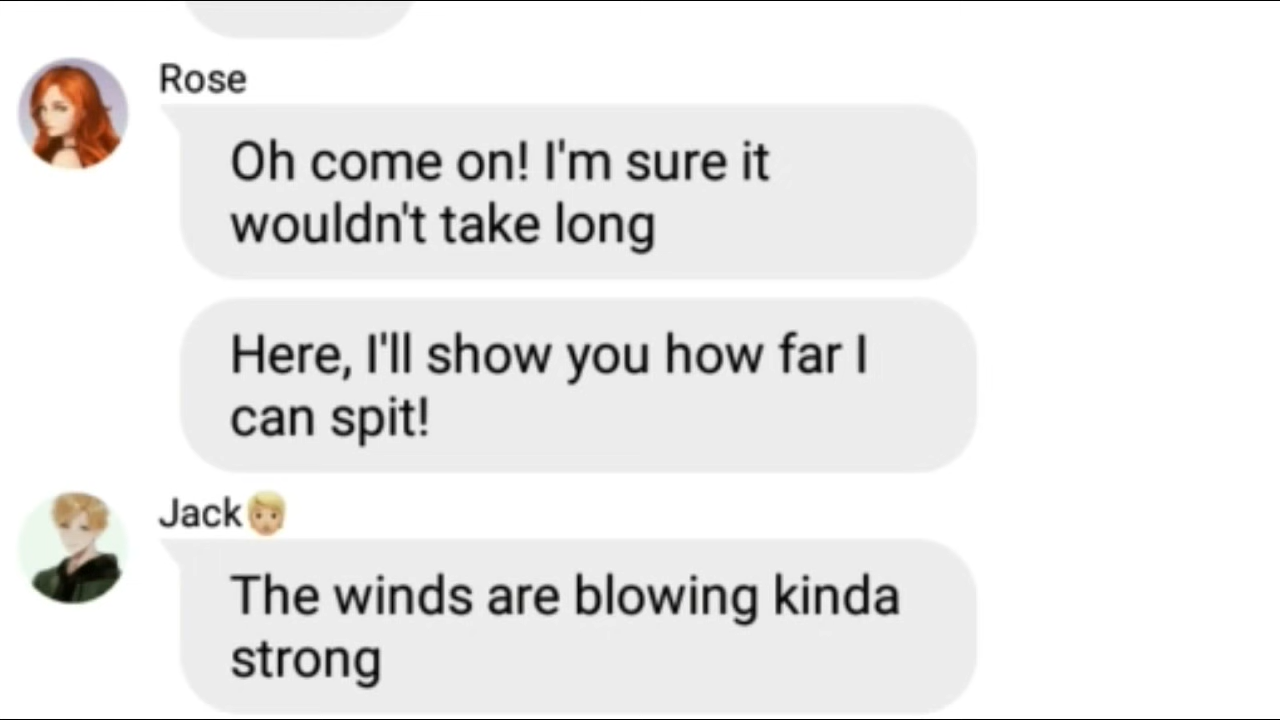 Rose
Oh come on! I'm sure it
wouldn't take long
Here, I'll show you how far I
can spit!
Jack👱🏼
The winds are blowing kinda
strong